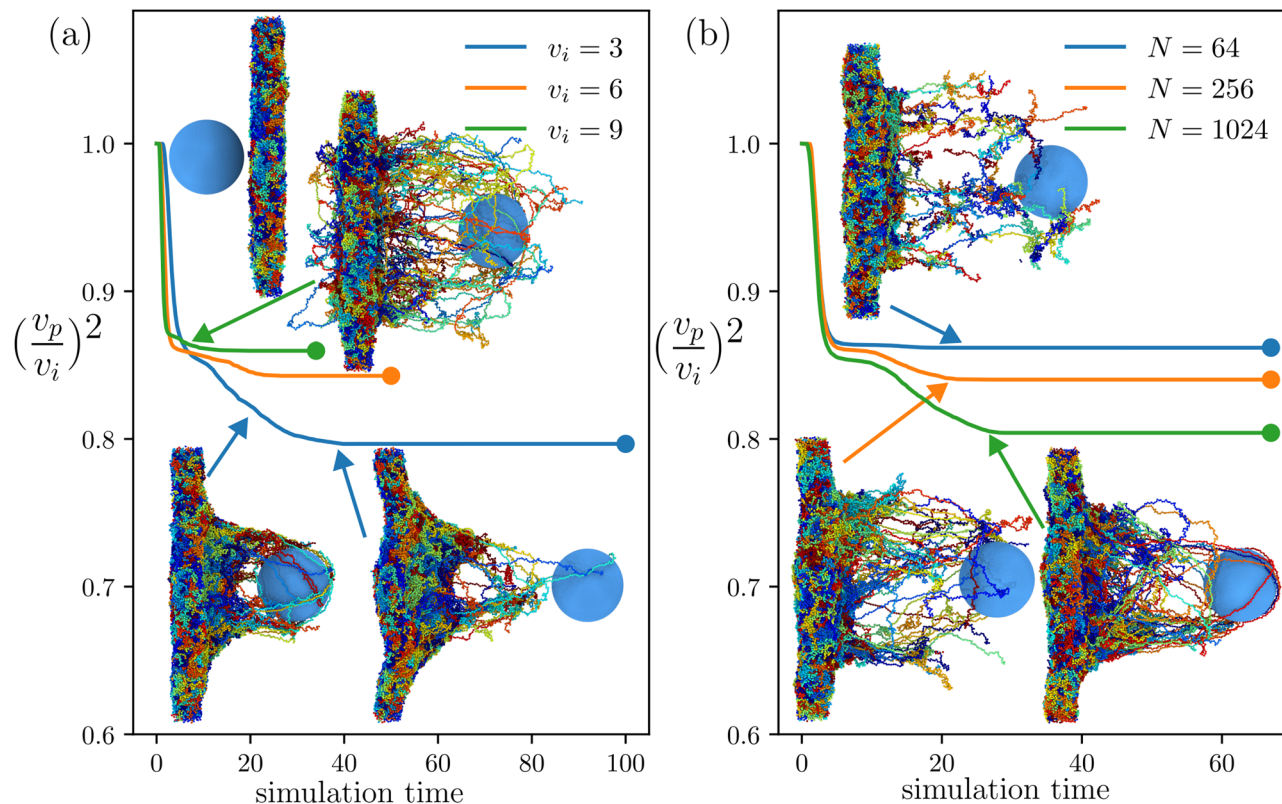 (a)
v_i = 3
v_i = 6
v_i = 9
1.0
0.9
0.8
0.7
0.6
(v_p/v_i)^2
0
20
40
60
80
100
simulation time
(b)
N = 64
N = 256
N = 1024
1.0
0.9
0.8
0.7
0.6
(v_p/v_i)^2
0
20
40
60
simulation time